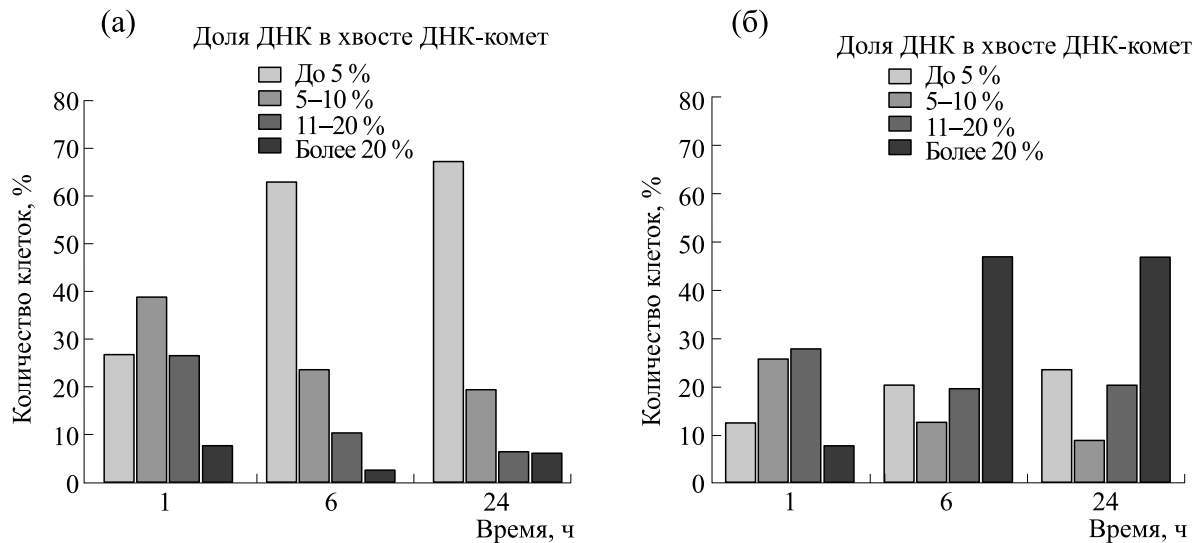 (а)
Доля ДНК в хвосте ДНК-комет
До 5 %
5–10 %
11–20 %
Более 20 %
Количество клеток, %
80
70
60
50
40
30
20
10
0
1
6
24
Время, ч
(б)
Доля ДНК в хвосте ДНК-комет
До 5 %
5–10 %
11–20 %
Более 20 %
Количество клеток, %
80
70
60
50
40
30
20
10
0
1
6
24
Время, ч